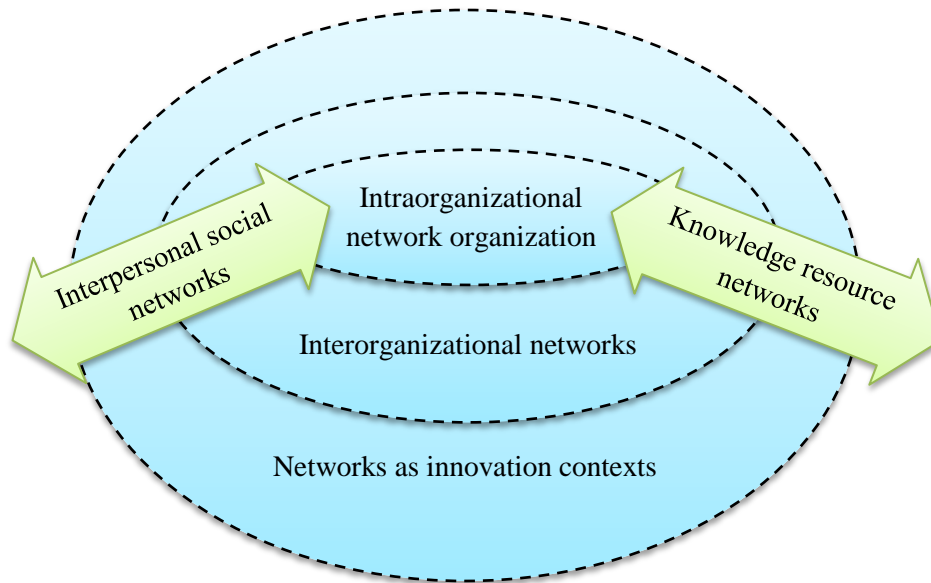 Intraorganizational
network organization
Interpersonal social
networks
Knowledge resource
networks
Interorganizational networks
Networks as innovation contexts